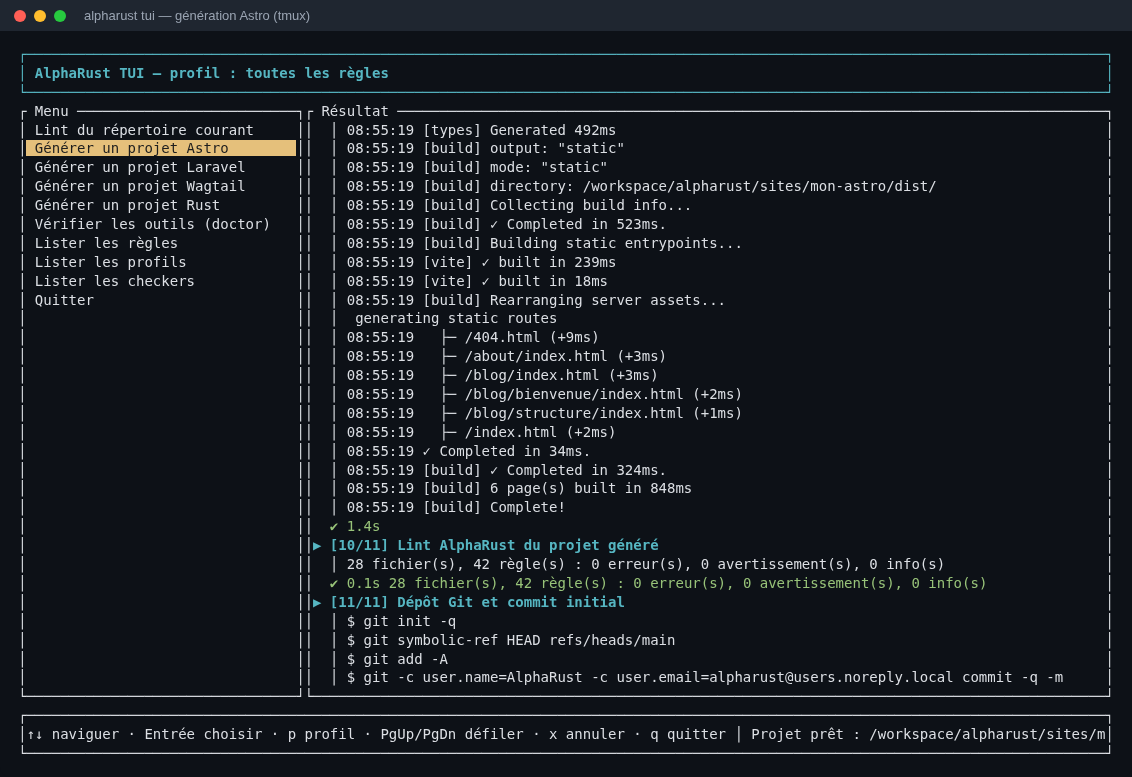 alpharust tui — génération Astro (tmux)
AlphaRust TUI — profil : toutes les règles
Menu
Lint du répertoire courant
Générer un projet Astro
Générer un projet Laravel
Générer un projet Wagtail
Générer un projet Rust
Vérifier les outils (doctor)
Lister les règles
Lister les profils
Lister les checkers
Quitter
Résultat
│ 08:55:19 [types] Generated 492ms
│ 08:55:19 [build] output: "static"
│ 08:55:19 [build] mode: "static"
│ 08:55:19 [build] directory: /workspace/alpharust/sites/mon-astro/dist/
│ 08:55:19 [build] Collecting build info...
│ 08:55:19 [build] ✓ Completed in 523ms.
│ 08:55:19 [build] Building static entrypoints...
│ 08:55:19 [vite] ✓ built in 239ms
│ 08:55:19 [vite] ✓ built in 18ms
│ 08:55:19 [build] Rearranging server assets...
│  generating static routes
│ 08:55:19   ├─ /404.html (+9ms)
│ 08:55:19   ├─ /about/index.html (+3ms)
│ 08:55:19   ├─ /blog/index.html (+3ms)
│ 08:55:19   ├─ /blog/bienvenue/index.html (+2ms)
│ 08:55:19   ├─ /blog/structure/index.html (+1ms)
│ 08:55:19   ├─ /index.html (+2ms)
│ 08:55:19 ✓ Completed in 34ms.
│ 08:55:19 [build] ✓ Completed in 324ms.
│ 08:55:19 [build] 6 page(s) built in 848ms
│ 08:55:19 [build] Complete!
✔ 1.4s
▶ [10/11] Lint AlphaRust du projet généré
│ 28 fichier(s), 42 règle(s) : 0 erreur(s), 0 avertissement(s), 0 info(s)
✔ 0.1s 28 fichier(s), 42 règle(s) : 0 erreur(s), 0 avertissement(s), 0 info(s)
▶ [11/11] Dépôt Git et commit initial
│ $ git init -q
│ $ git symbolic-ref HEAD refs/heads/main
│ $ git add -A
│ $ git -c user.name=AlphaRust -c user.email=alpharust@users.noreply.local commit -q -m
↑↓ naviguer · Entrée choisir · p profil · PgUp/PgDn défiler · x annuler · q quitter │ Projet prêt : /workspace/alpharust/sites/m